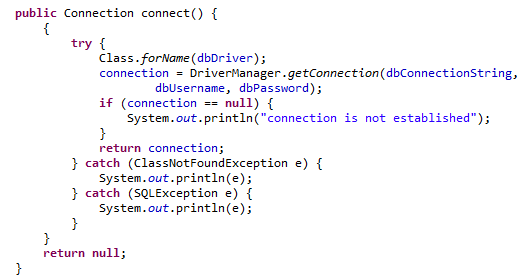 public Connection connect() {
    {
        try {
            Class.forName(dbDriver);
            connection = DriverManager.getConnection(dbConnectionString,
                    dbUsername, dbPassword);
            if (connection == null) {
                System.out.println("connection is not established");
            }
            return connection;
        } catch (ClassNotFoundException e) {
            System.out.println(e);
        } catch (SQLException e) {
            System.out.println(e);
        }
    }
    return null;
}